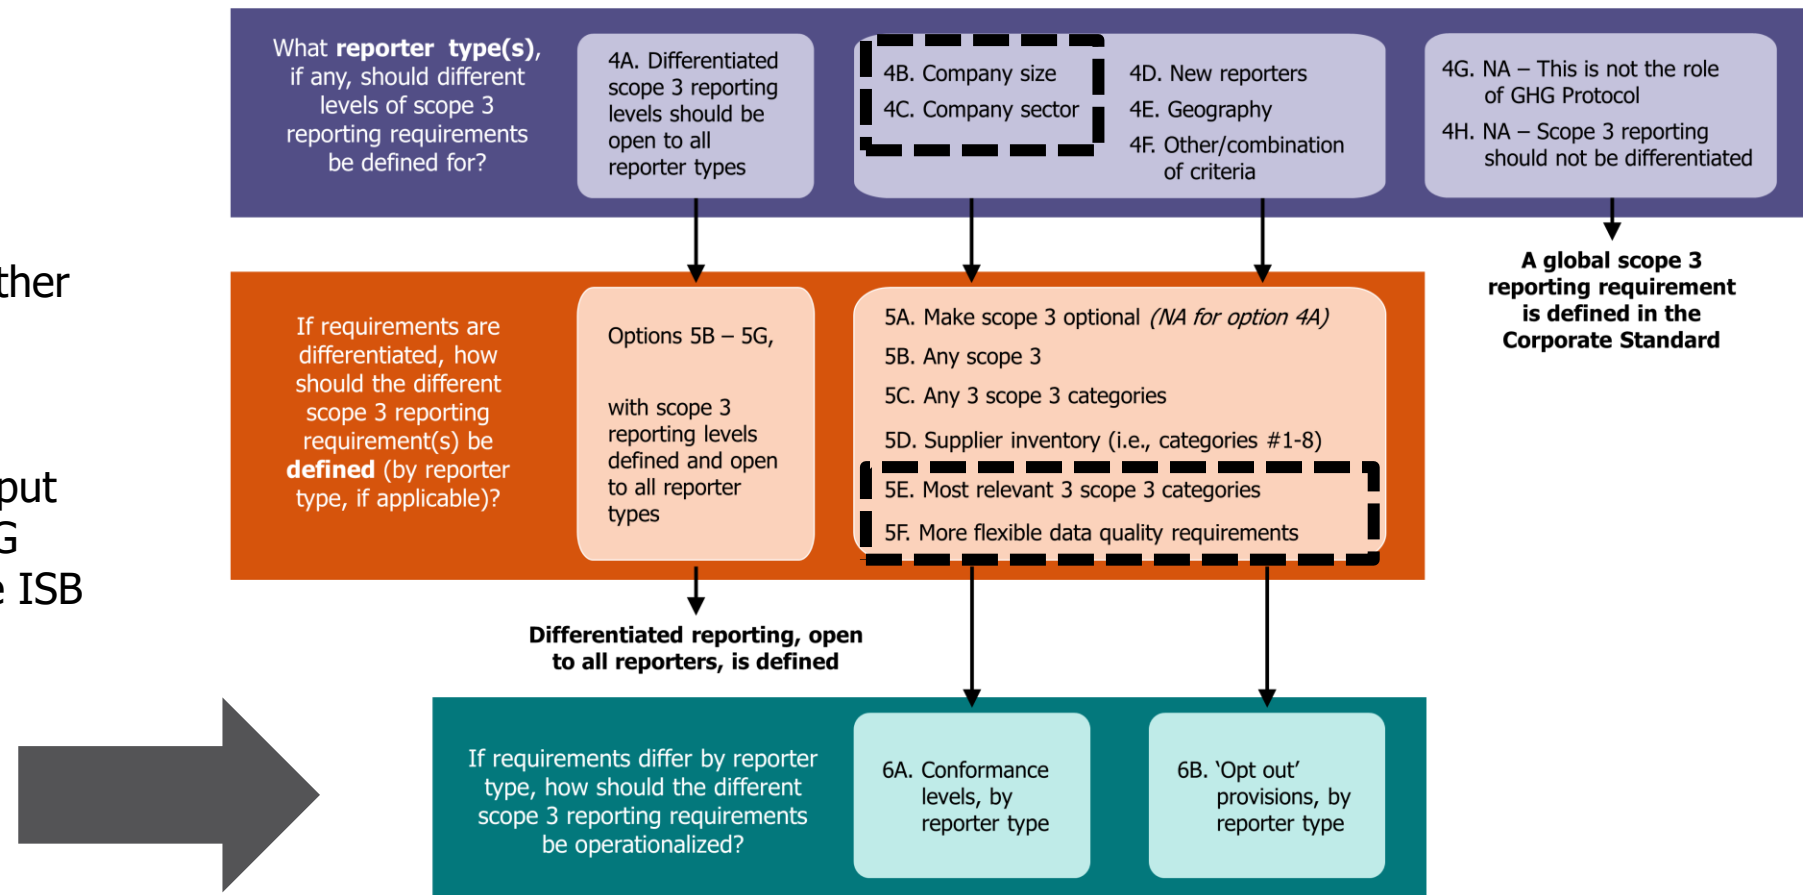 What reporter type(s),
if any, should different
levels of scope 3
reporting requirements
be defined for?
4A. Differentiated
scope 3 reporting
levels should be
open to all
reporter types
4B. Company size
4C. Company sector
4D. New reporters
4E. Geography
4F. Other/combination
of criteria
4G. NA – This is not the role
of GHG Protocol
4H. NA – Scope 3 reporting
should not be differentiated
A global scope 3
reporting requirement
is defined in the
Corporate Standard
ther
put
G
e ISB
If requirements are
differentiated, how
should the different
scope 3 reporting
requirement(s) be
defined (by reporter
type, if applicable)?
Options 5B – 5G,
with scope 3
reporting levels
defined and open
to all reporter
types
5A. Make scope 3 optional (NA for option 4A)
5B. Any scope 3
5C. Any 3 scope 3 categories
5D. Supplier inventory (i.e., categories #1-8)
5E. Most relevant 3 scope 3 categories
5F. More flexible data quality requirements
Differentiated reporting, open
to all reporters, is defined
If requirements differ by reporter
type, how should the different
scope 3 reporting requirements
be operationalized?
6A. Conformance
levels, by
reporter type
6B. ‘Opt out’
provisions, by
reporter type